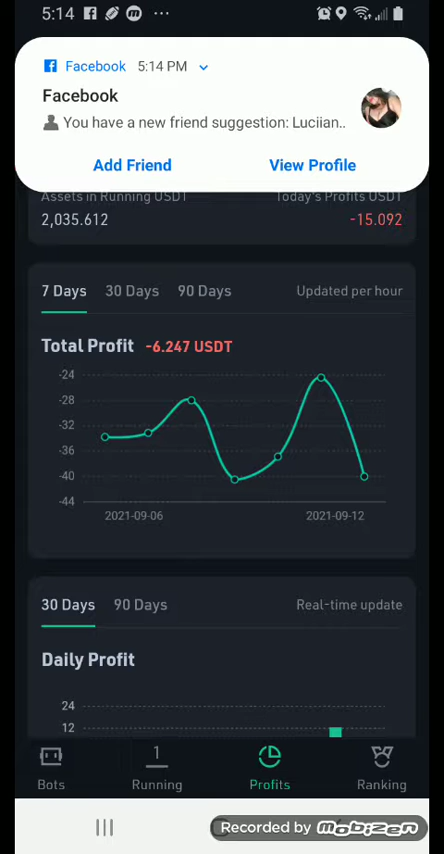 5:14
Facebook 5:14 PM
Facebook
You have a new friend suggestion: Luciian..
Add Friend View Profile
Assets in Running USDT Today's Profits USDT
2,035.612 -15.092
7 Days 30 Days 90 Days Updated per hour
Total Profit -6.247 USDT
-24
-28
-32
-36
-40
-44
2021-09-06 2021-09-12
30 Days 90 Days Real-time update
Daily Profit
24
12
1
Bots Running Profits Ranking
Recorded by mobizen